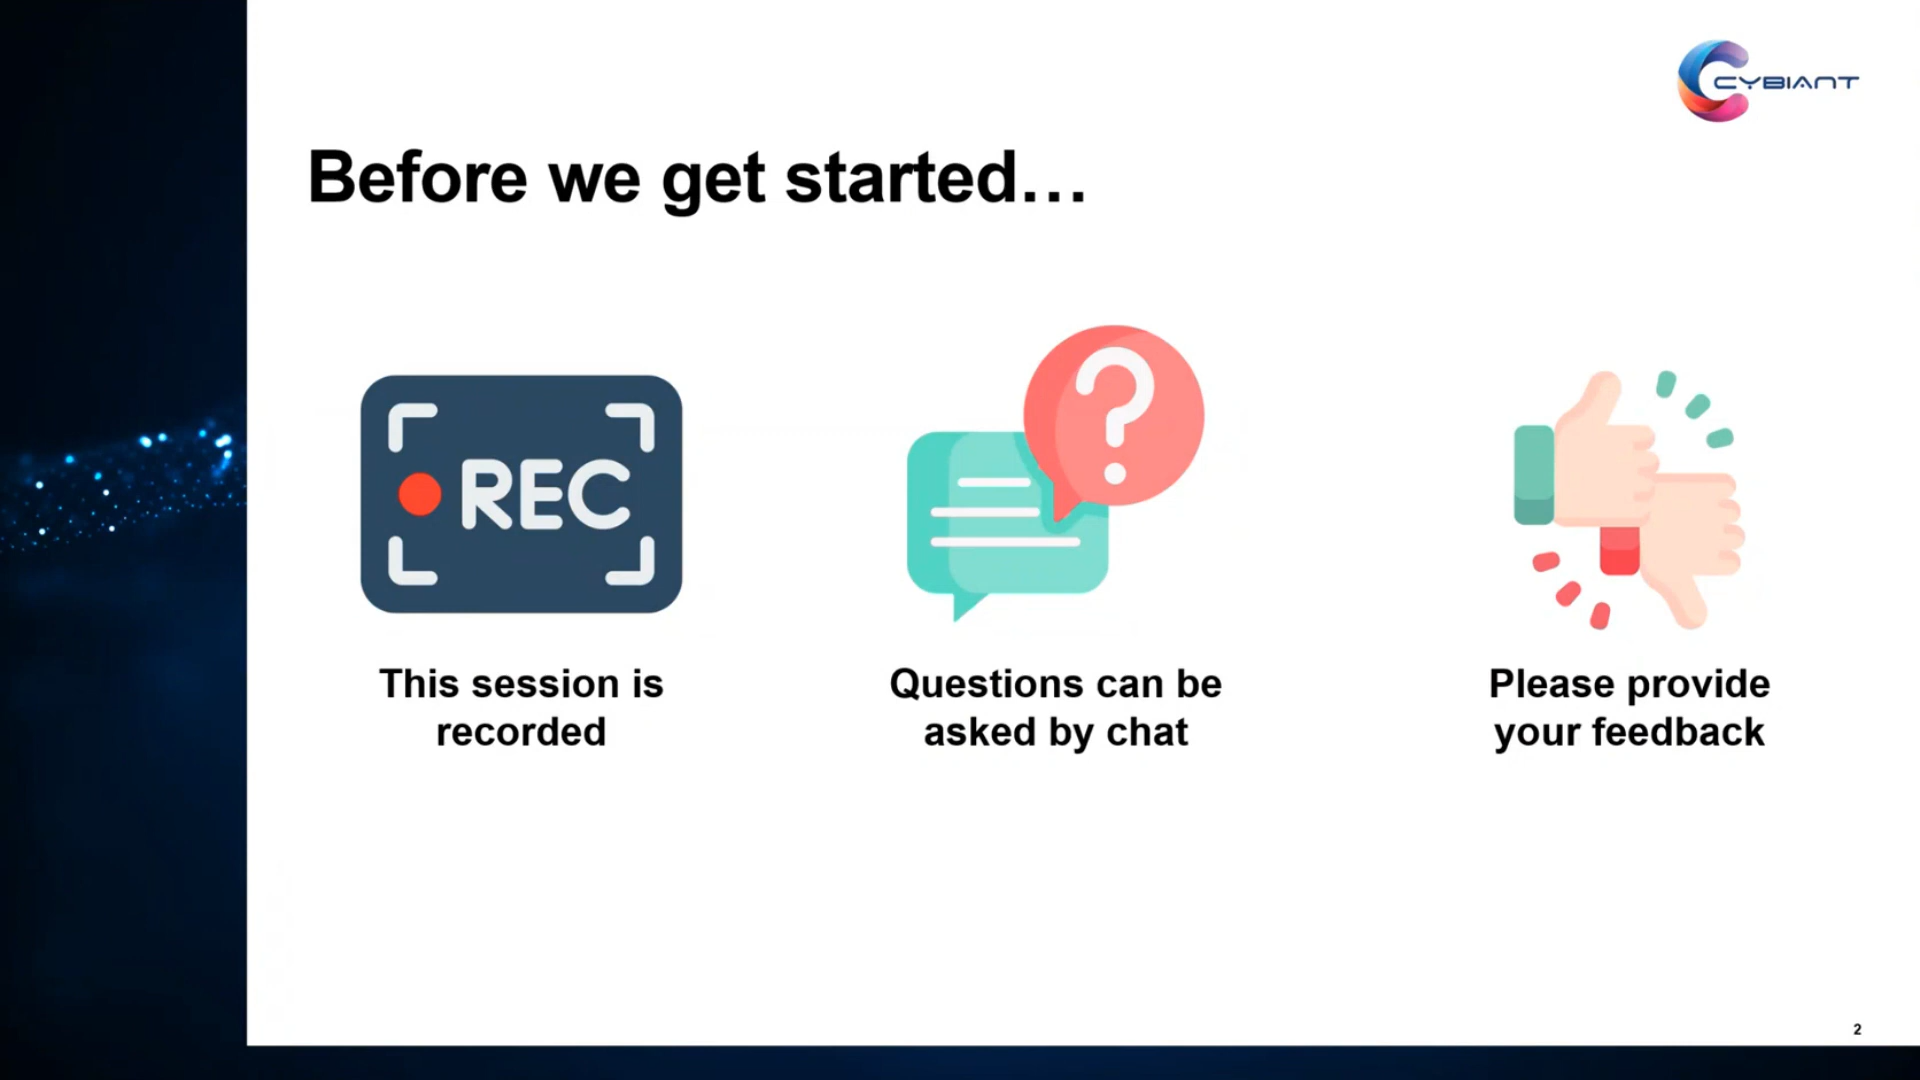 CYBIANT
Before we get started…
REC
?
This session is
recorded
Questions can be
asked by chat
Please provide
your feedback
2